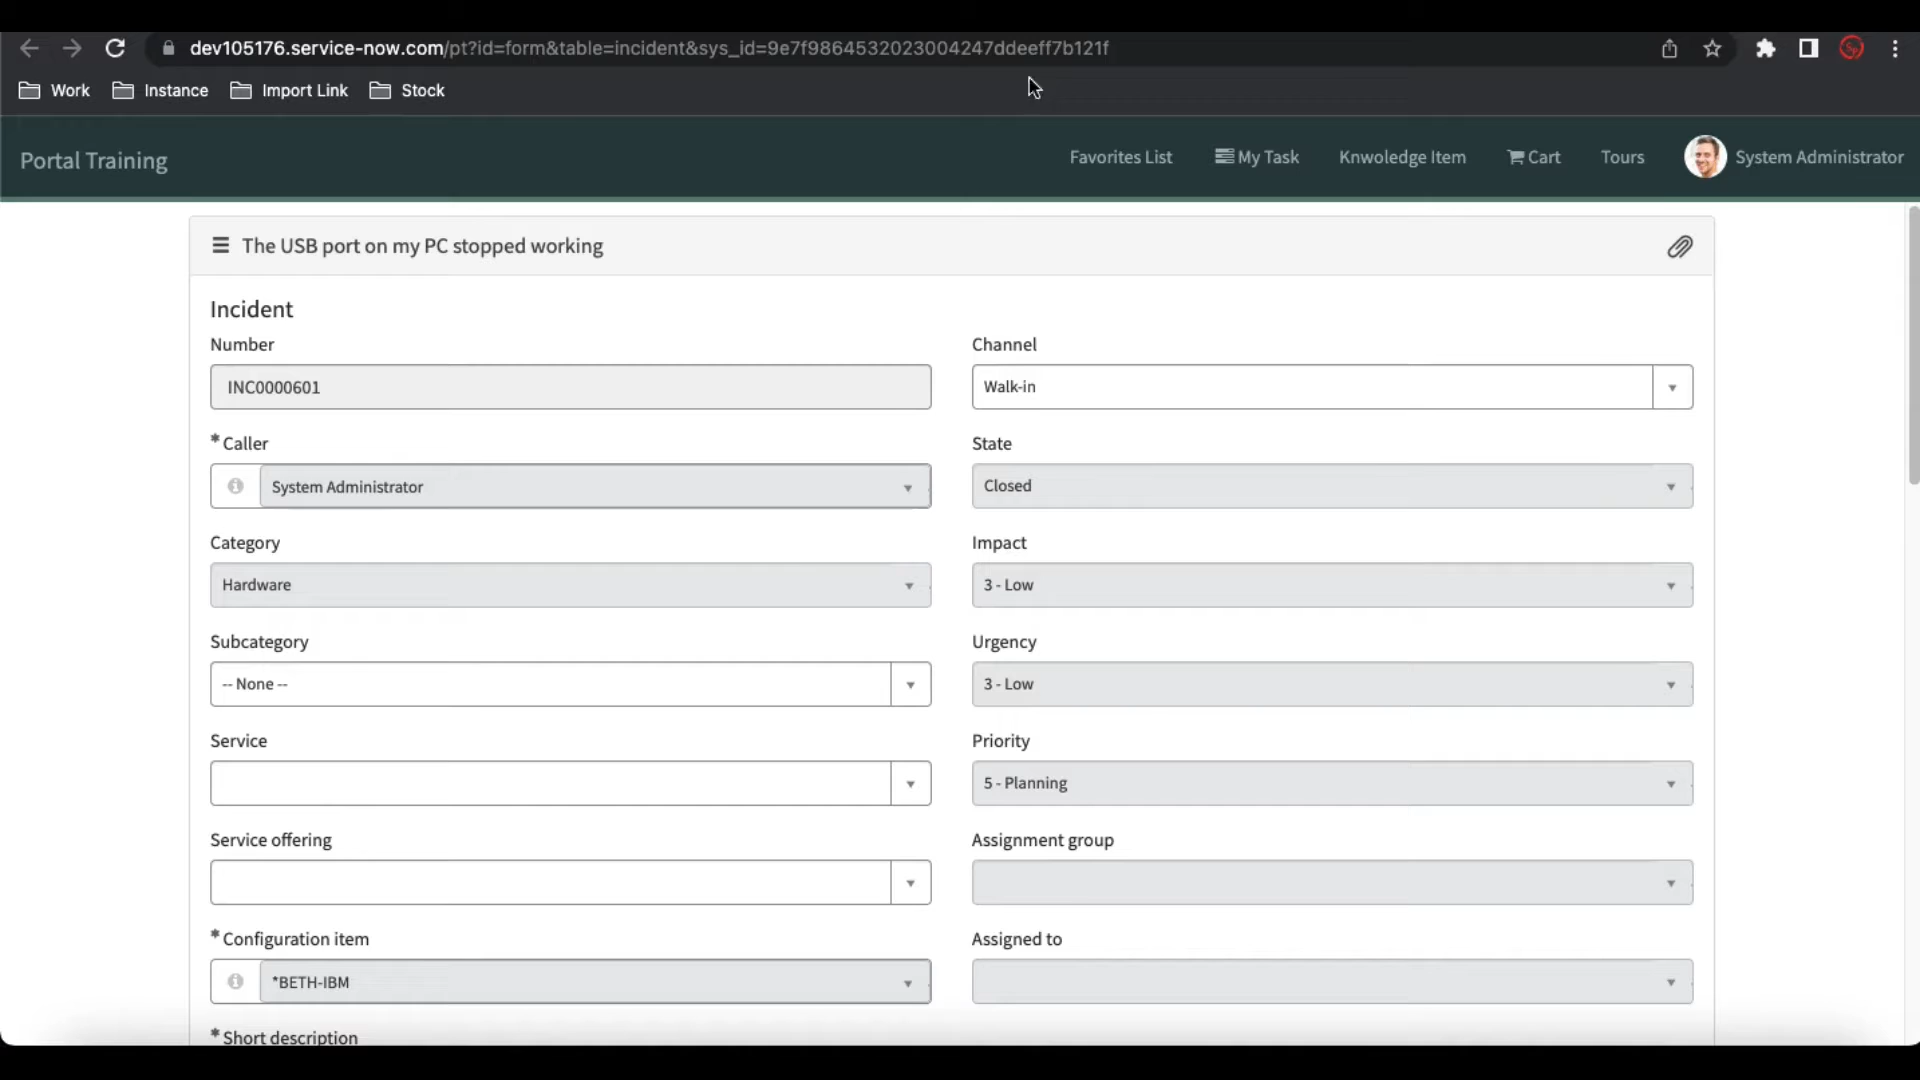 dev105176.service-now.com/pt?id=form&table=incident&sys_id=9e7f9864532023004247ddeeff7b121f
Work Instance Import Link Stock
Portal Training
Favorites List My Task Knwoledge Item Cart Tours System Administrator
The USB port on my PC stopped working
Incident
Number
INC0000601
Channel
Walk-in
* Caller
System Administrator
State
Closed
Category
Hardware
Impact
3 - Low
Subcategory
-- None --
Urgency
3 - Low
Service
Priority
5 - Planning
Service offering
Assignment group
* Configuration item
*BETH-IBM
Assigned to
* Short description